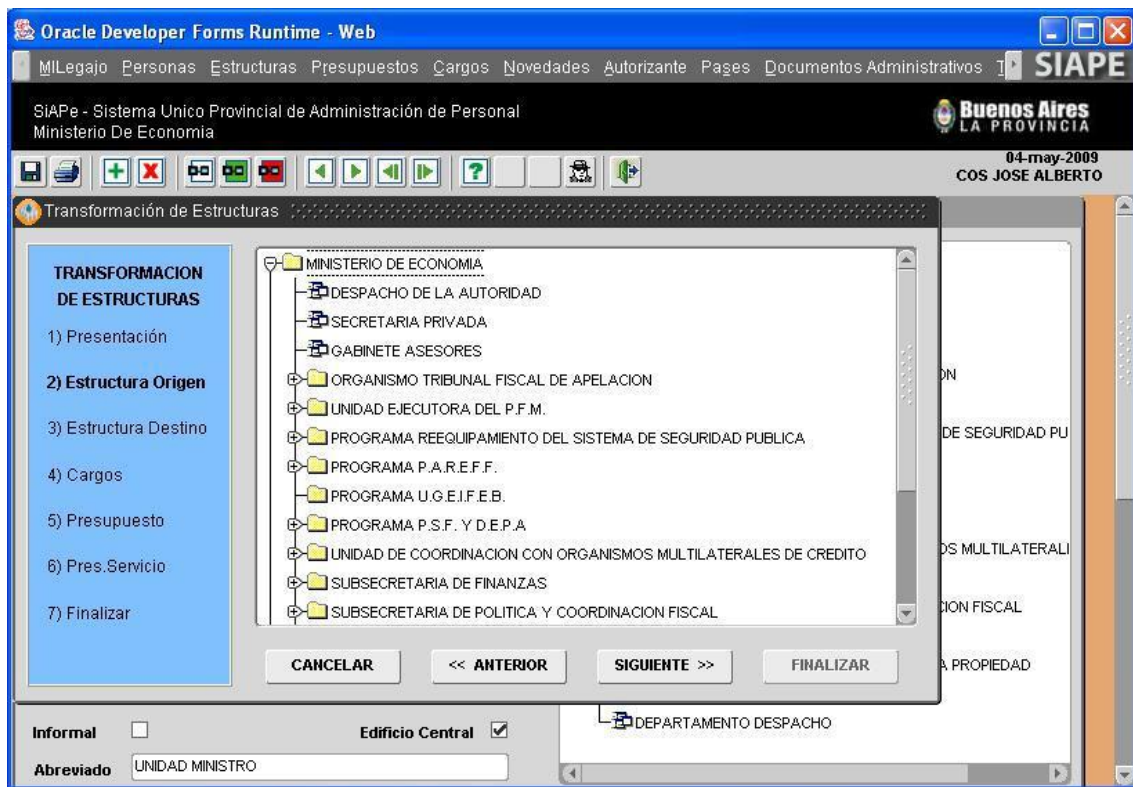 Oracle Developer Forms Runtime - Web
MILegajo Personas Estructuras Presupuestos Cargos Novedades Autorizante Pases Documentos Administrativos
SIAPE
SiAPe - Sistema Unico Provincial de Administración de Personal
Ministerio De Economia
Buenos Aires
LA PROVINCIA
04-may-2009
COS JOSE ALBERTO
Transformación de Estructuras
TRANSFORMACION
DE ESTRUCTURAS
1) Presentación
2) Estructura Origen
3) Estructura Destino
4) Cargos
5) Presupuesto
6) Pres.Servicio
7) Finalizar
MINISTERIO DE ECONOMIA
DESPACHO DE LA AUTORIDAD
SECRETARIA PRIVADA
GABINETE ASESORES
ORGANISMO TRIBUNAL FISCAL DE APELACION
UNIDAD EJECUTORA DEL P.F.M.
PROGRAMA REEQUIPAMIENTO DEL SISTEMA DE SEGURIDAD PUBLICA
PROGRAMA P.A.R.E.F.F.
PROGRAMA U.G.E.I.F.E.B.
PROGRAMA P.S.F. Y D.E.P.A
UNIDAD DE COORDINACION CON ORGANISMOS MULTILATERALES DE CREDITO
SUBSECRETARIA DE FINANZAS
SUBSECRETARIA DE POLITICA Y COORDINACION FISCAL
CANCELAR << ANTERIOR SIGUIENTE >> FINALIZAR
ON
DE SEGURIDAD PU
OS MULTILATERALI
CION FISCAL
A PROPIEDAD
DEPARTAMENTO DESPACHO
Informal
Edificio Central
Abreviado UNIDAD MINISTRO